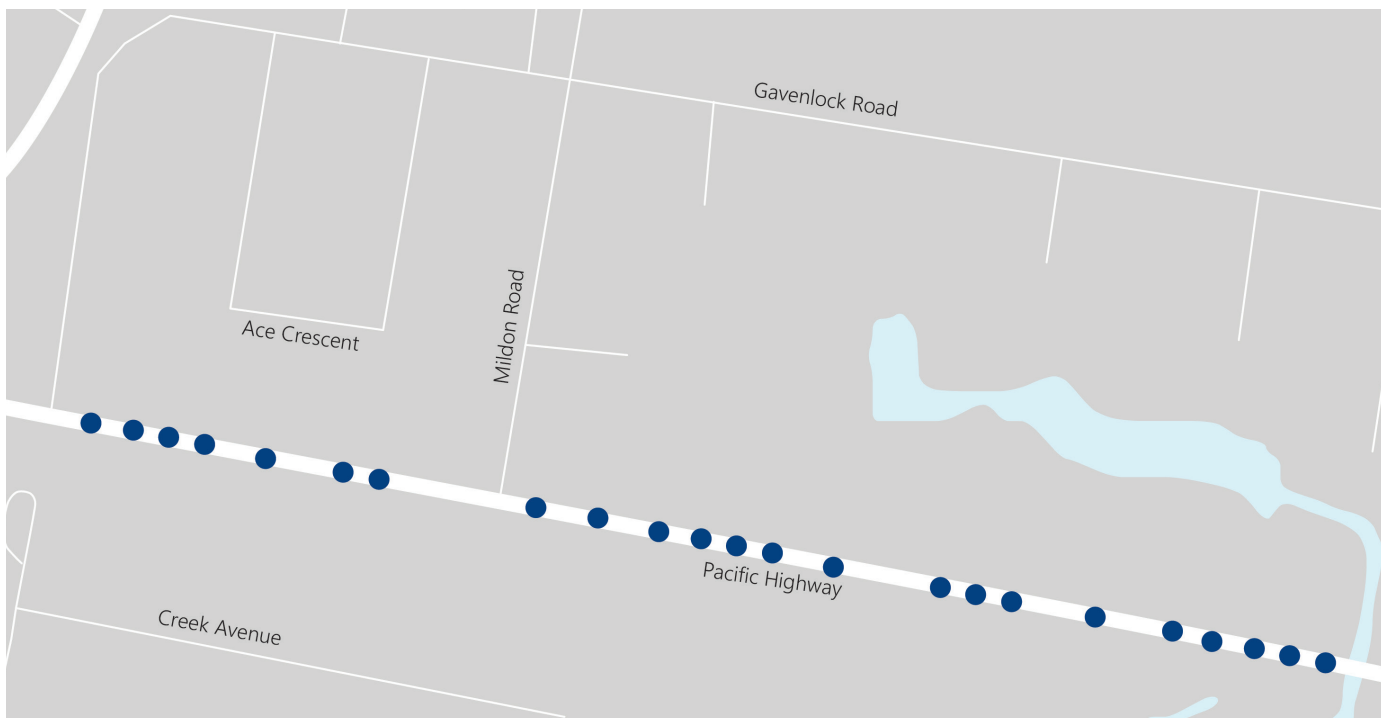 Gavenlock Road
Ace Crescent
Mildon Road
Pacific Highway
Creek Avenue